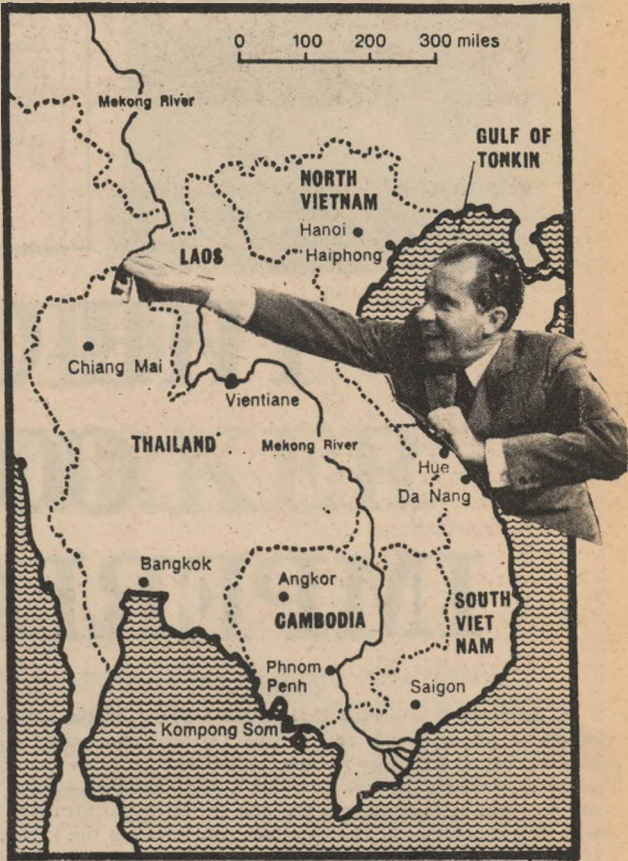 0 100 200 300 miles
Mekong River
GULF OF
TONKIN
NORTH
VIETNAM
Hanoi
Haiphong
LAOS
Chiang Mai
Vientiane
THAILAND
Mekong River
Hue
Da Nang
Bangkok
Angkor
CAMBODIA
SOUTH
VIET
NAM
Phnom
Penh
Saigon
Kompong Som